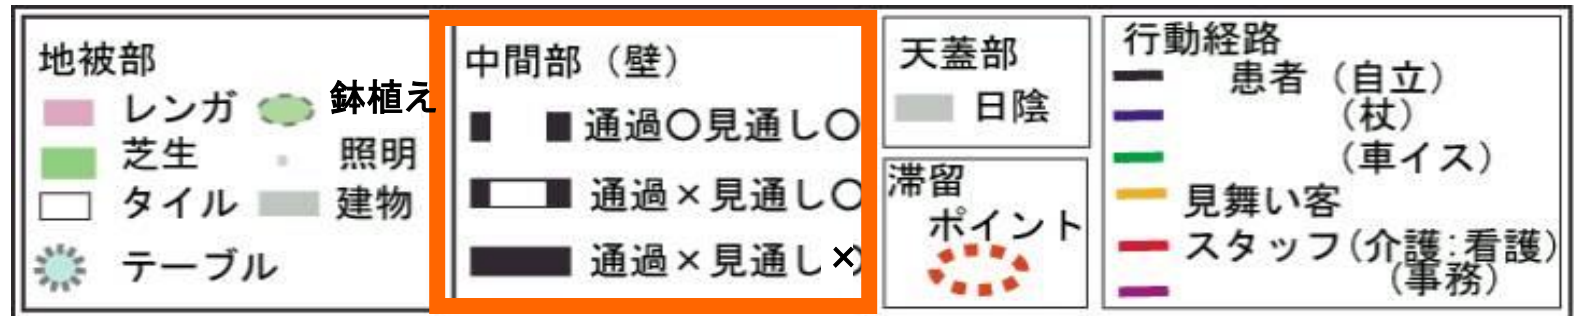 地被部
レンガ 鉢植え
芝生 照明
タイル 建物
テーブル
中間部（壁）
通過〇見通し〇
通過×見通し〇
通過×見通し×
天蓋部
日陰
滞留
ポイント
行動経路
患者（自立）
（杖）
（車イス）
見舞い客
スタッフ(介護:看護)
(事務)